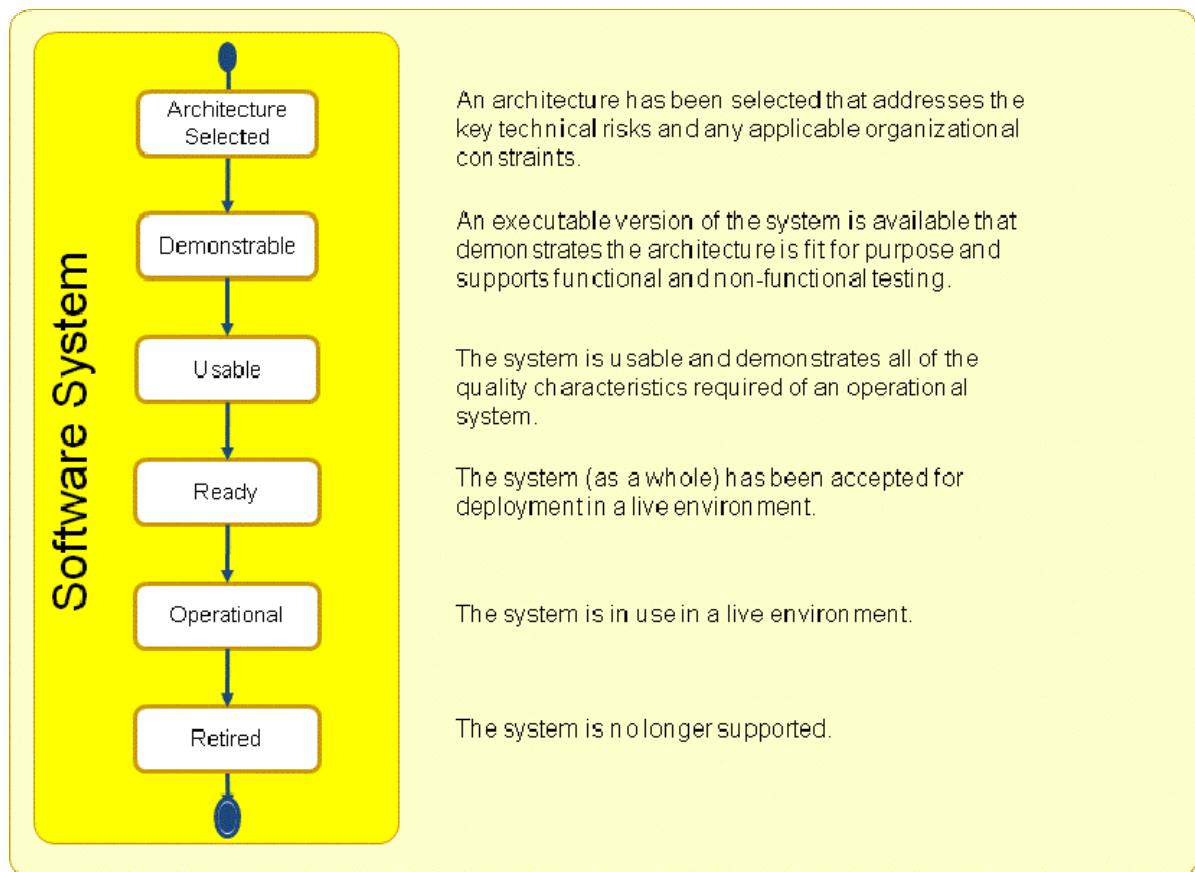 Software System
Architecture
Selected
An architecture has been selected that addresses the
key technical risks and any applicable organizational
constraints.
Demonstrable
An executable version of the system is available that
demonstrates the architecture is fit for purpose and
supports functional and non-functional testing.
Usable
The system is usable and demonstrates all of the
quality characteristics required of an operational
system.
Ready
The system (as a whole) has been accepted for
deployment in a live environment.
Operational
The system is in use in a live environment.
Retired
The system is no longer supported.